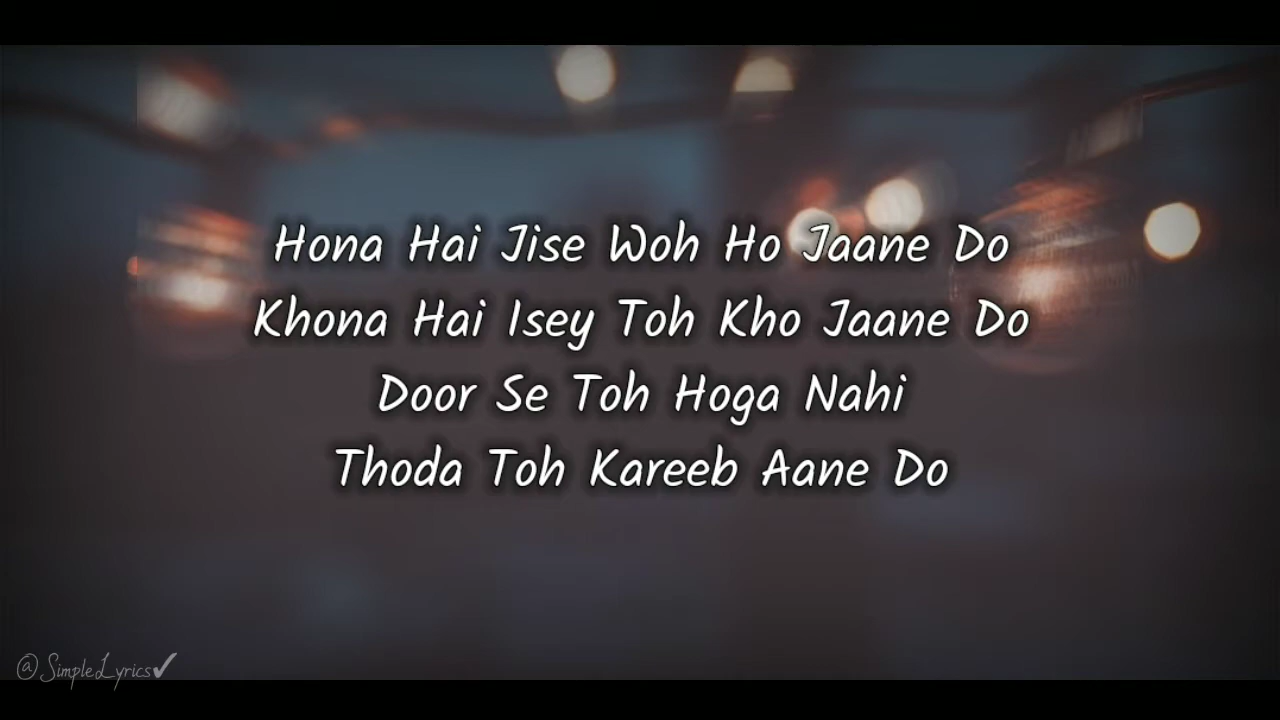 Hona Hai Jise Woh Ho Jaane Do
Khona Hai Isey Toh Kho Jaane Do
Door Se Toh Hoga Nahi
Thoda Toh Kareeb Aane Do
@SimpleLyrics✓